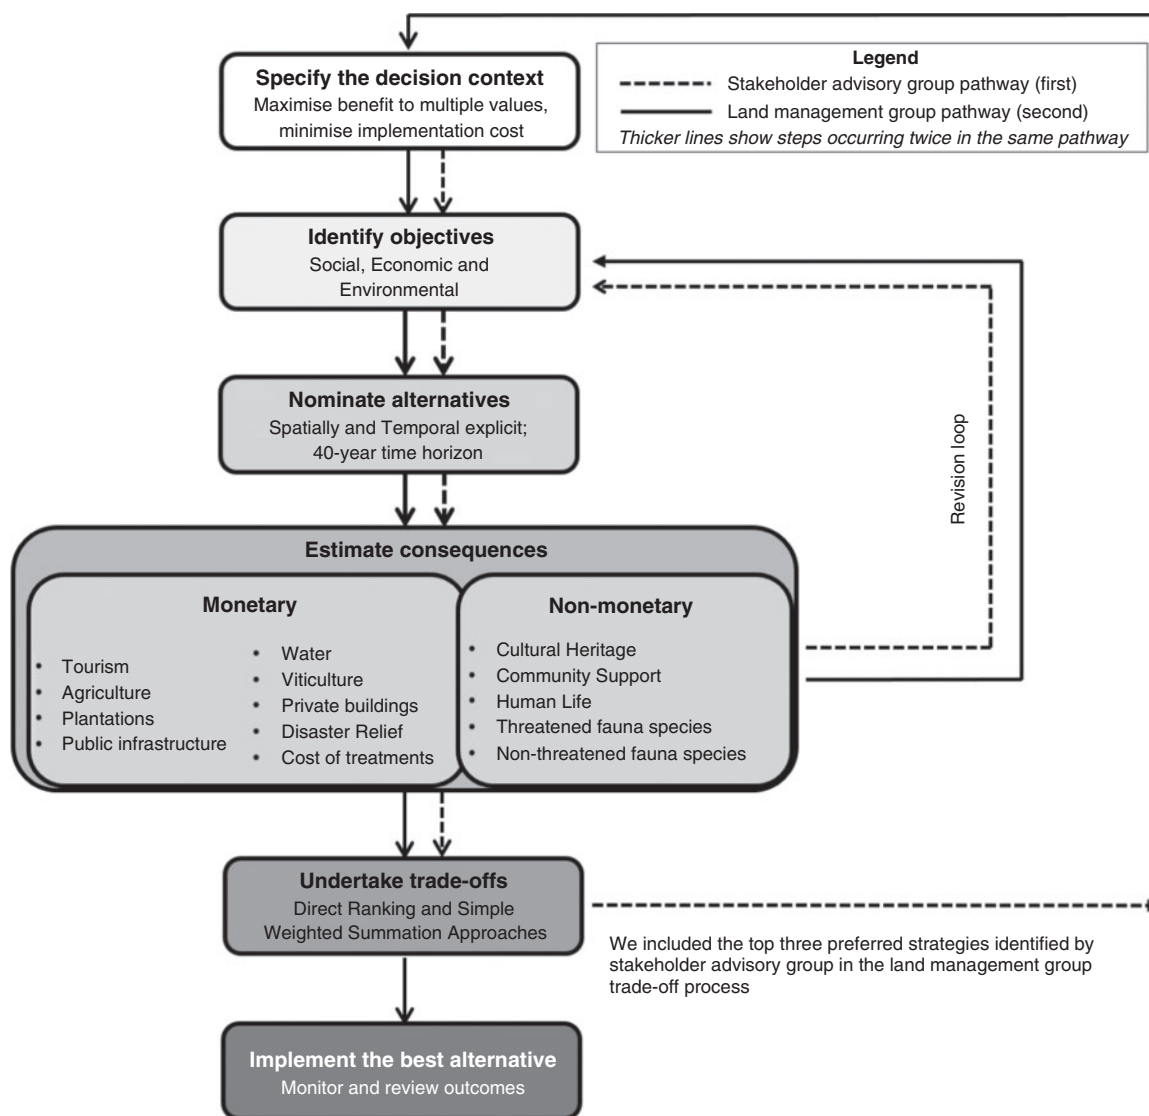 Specify the decision context
Maximise benefit to multiple values,
minimise implementation cost
Legend
Stakeholder advisory group pathway (first)
Land management group pathway (second)
Thicker lines show steps occurring twice in the same pathway
Identify objectives
Social, Economic and
Environmental
Nominate alternatives
Spatially and Temporal explicit;
40-year time horizon
Revision loop
Estimate consequences
Monetary
• Tourism
• Agriculture
• Plantations
• Public infrastructure
• Water
• Viticulture
• Private buildings
• Disaster Relief
• Cost of treatments
Non-monetary
• Cultural Heritage
• Community Support
• Human Life
• Threatened fauna species
• Non-threatened fauna species
Undertake trade-offs
Direct Ranking and Simple
Weighted Summation Approaches
We included the top three preferred strategies identified by
stakeholder advisory group in the land management group
trade-off process
Implement the best alternative
Monitor and review outcomes